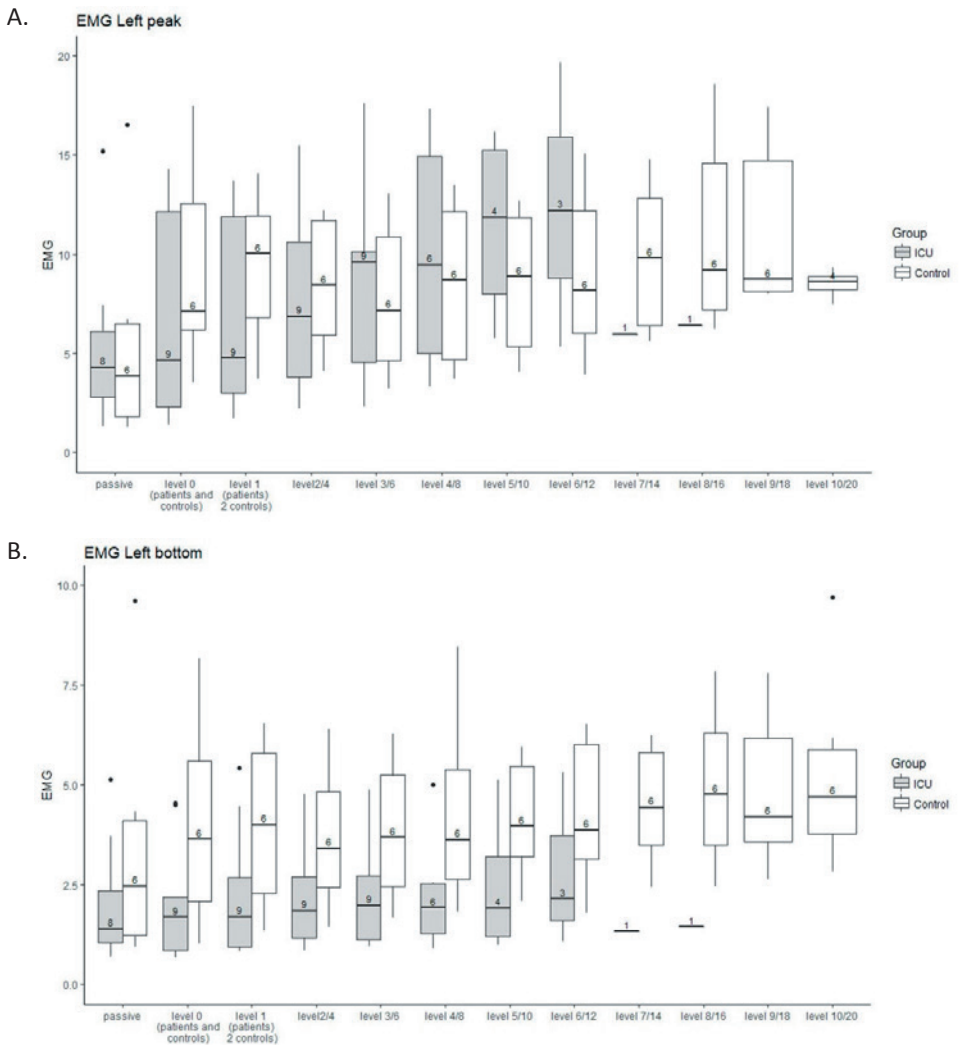 A.
EMG Left peak
20
15
10
5
0
EMG
8 6 9 6 9 6 9 6 9 6 6 6 4 6 3 6 1 6 1 6 6 4
Group
ICU
Control
passive level 0 level 1 level2/4 level 3/6 level 4/8 level 5/10 level 6/12 level 7/14 level 8/16 level 9/18 level 10/20
(patients and (patients)
controls) 2 controls)
B.
EMG Left bottom
10.0
7.5
5.0
2.5
0.0
EMG
8 6 9 6 9 6 9 6 9 6 6 6 4 6 3 6 1 6 1 6 6 6
Group
ICU
Control
passive level 0 level 1 level2/4 level 3/6 level 4/8 level 5/10 level 6/12 level 7/14 level 8/16 level 9/18 level 10/20
(patients and (patients)
controls) 2 controls)